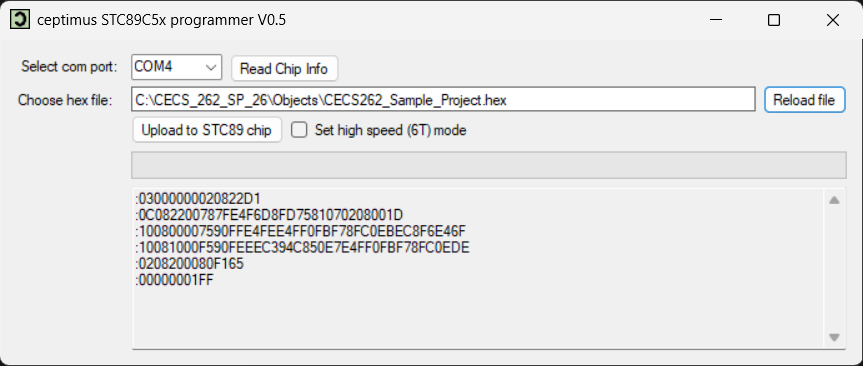 ceptimus STC89C5x programmer V0.5
Select com port: COM4 Read Chip Info
Choose hex file: C:\CECS_262_SP_26\Objects\CECS262_Sample_Project.hex Reload file
Upload to STC89 chip Set high speed (6T) mode
:03000000020822D1
:0C082200787FE4F6D8FD7581070208001D
:100800007590FFE4FEE4FF0FBF78FC0EBEC8F6E46F
:10081000F590FEEEC394C850E7E4FF0FBF78FC0EDE
:0208200080F165
:00000001FF